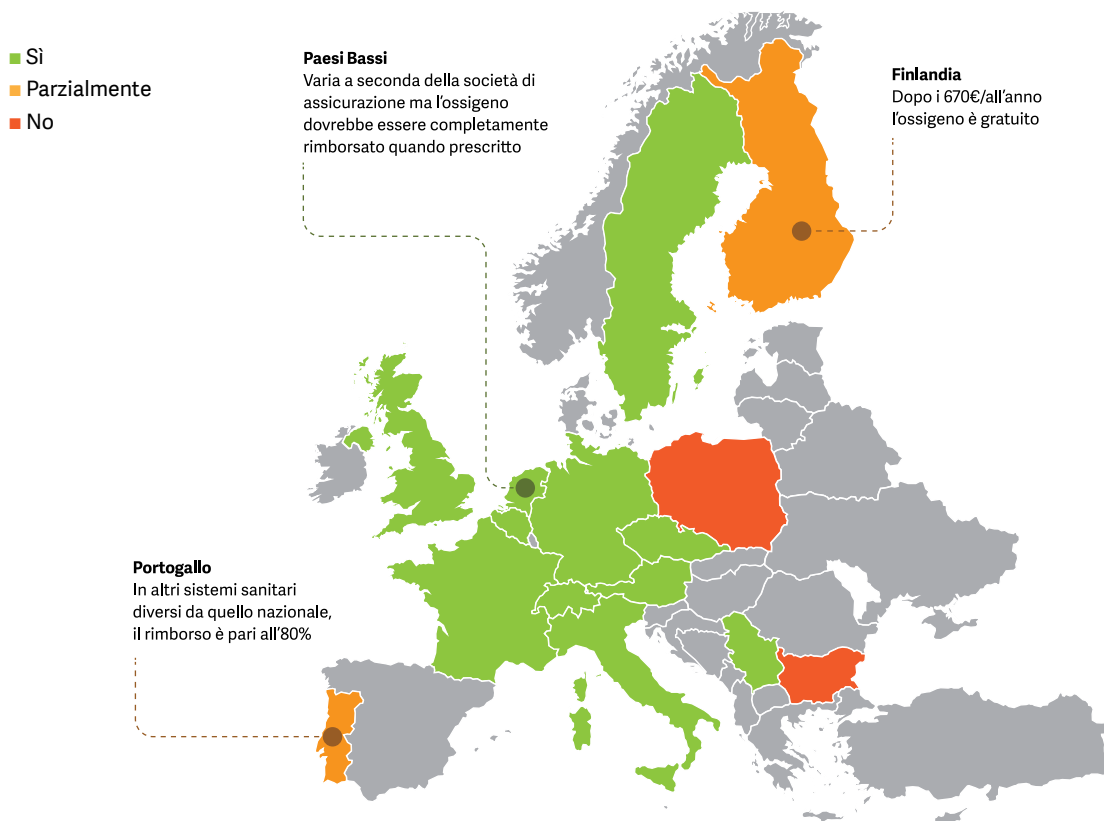 Sì
Parzialmente
No
Paesi Bassi
Varia a seconda della società di
assicurazione ma l'ossigeno
dovrebbe essere completamente
rimborsato quando prescritto
Finlandia
Dopo i 670€/all'anno
l'ossigeno è gratuito
Portogallo
In altri sistemi sanitari
diversi da quello nazionale,
il rimborso è pari all'80%